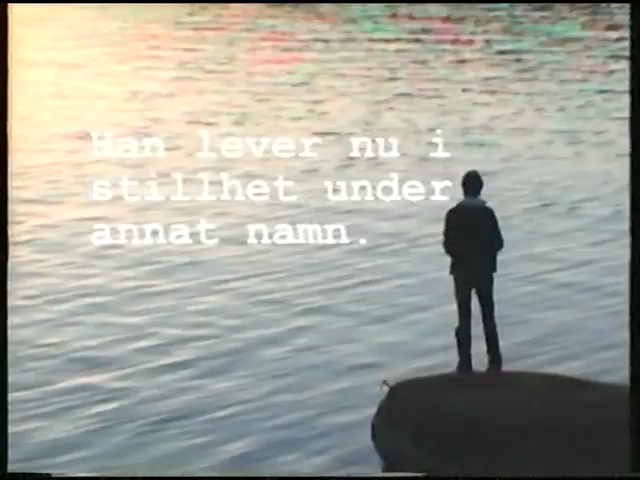 Han lever nu i
stillhet under
annat namn.